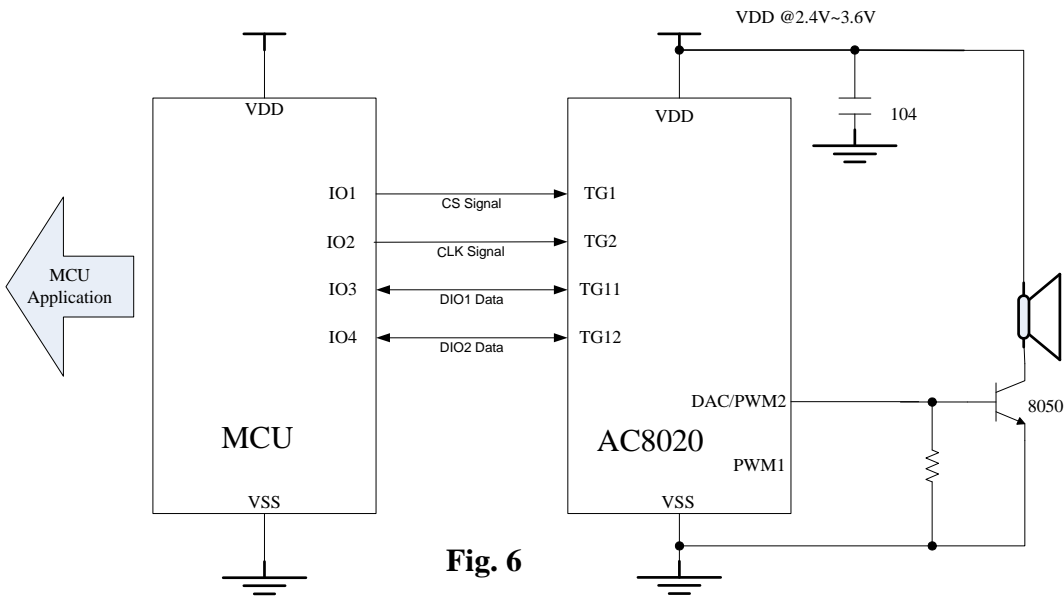 VDD @2.4V~3.6V
VDD
VDD
104
IO1
CS Signal
TG1
IO2
CLK Signal
TG2
MCU
Application
IO3
DIO1 Data
TG11
IO4
DIO2 Data
TG12
DAC/PWM2
8050
MCU
AC8020
PWM1
VSS
VSS
Fig. 6